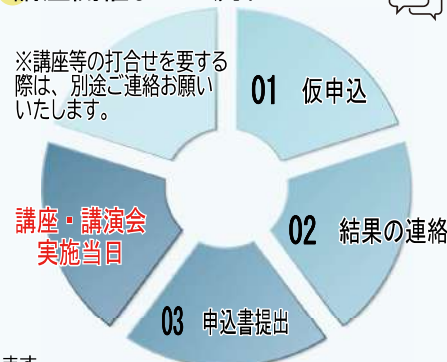 ※講座等の打合せを要する
際は、別途ご連絡お願い
いたします。
01 仮申込
02 結果の連絡
03 申込書提出
講座・講演会
実施当日
ます